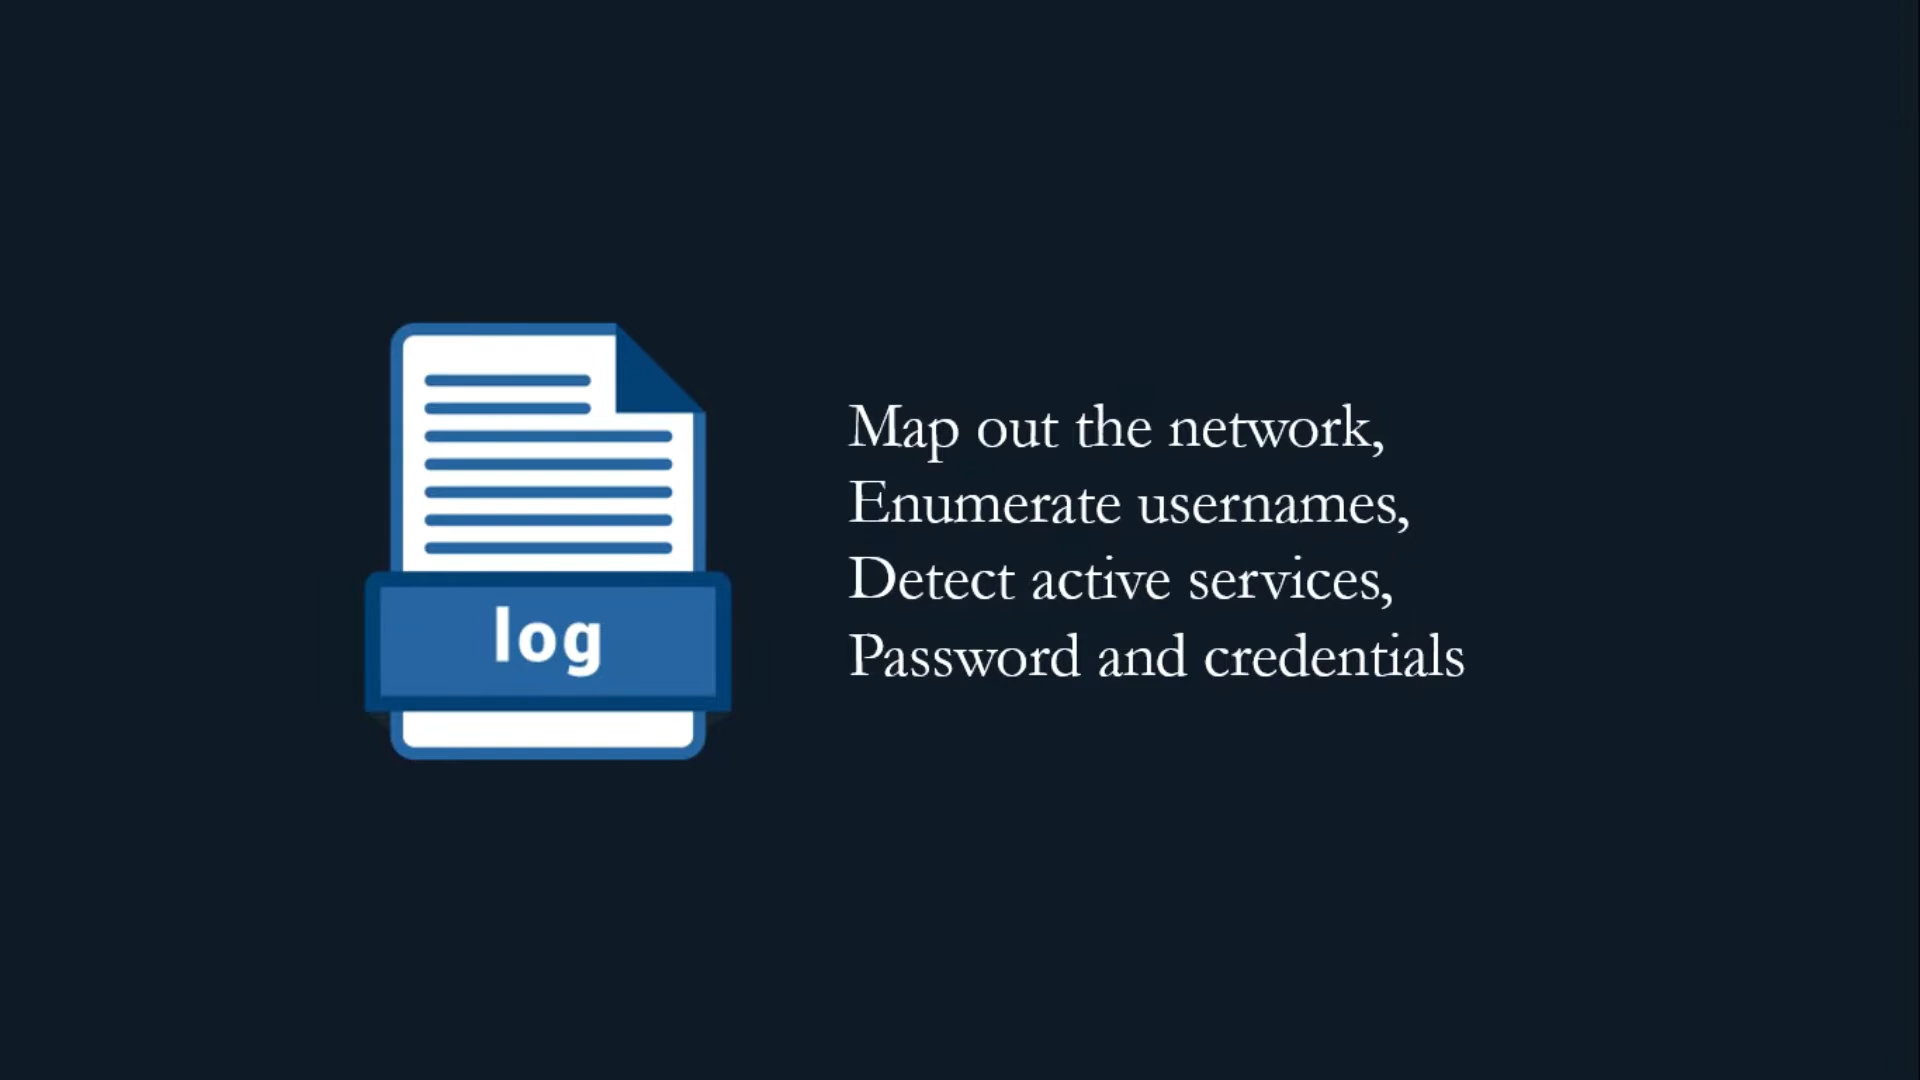 log
Map out the network,
Enumerate usernames,
Detect active services,
Password and credentials